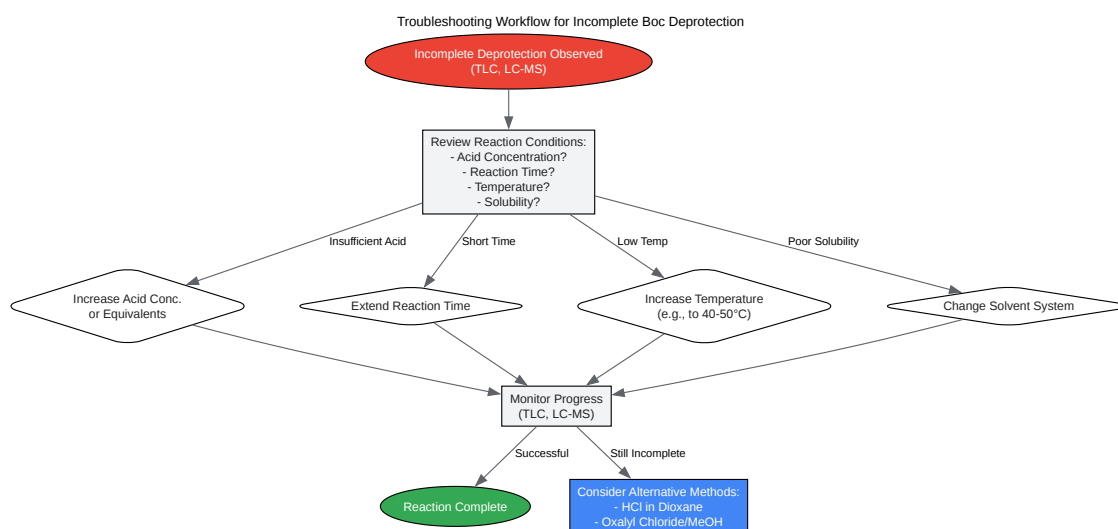 Troubleshooting Workflow for Incomplete Boc Deprotection
Incomplete Deprotection Observed
(TLC, LC-MS)
Review Reaction Conditions:
- Acid Concentration?
- Reaction Time?
- Temperature?
- Solubility?
Insufficient Acid
Short Time
Low Temp
Poor Solubility
Increase Acid Conc.
or Equivalents
Extend Reaction Time
Increase Temperature
(e.g., to 40-50°C)
Change Solvent System
Monitor Progress
(TLC, LC-MS)
Successful
Still Incomplete
Reaction Complete
Consider Alternative Methods:
- HCl in Dioxane
- Oxalyl Chloride/MeOH